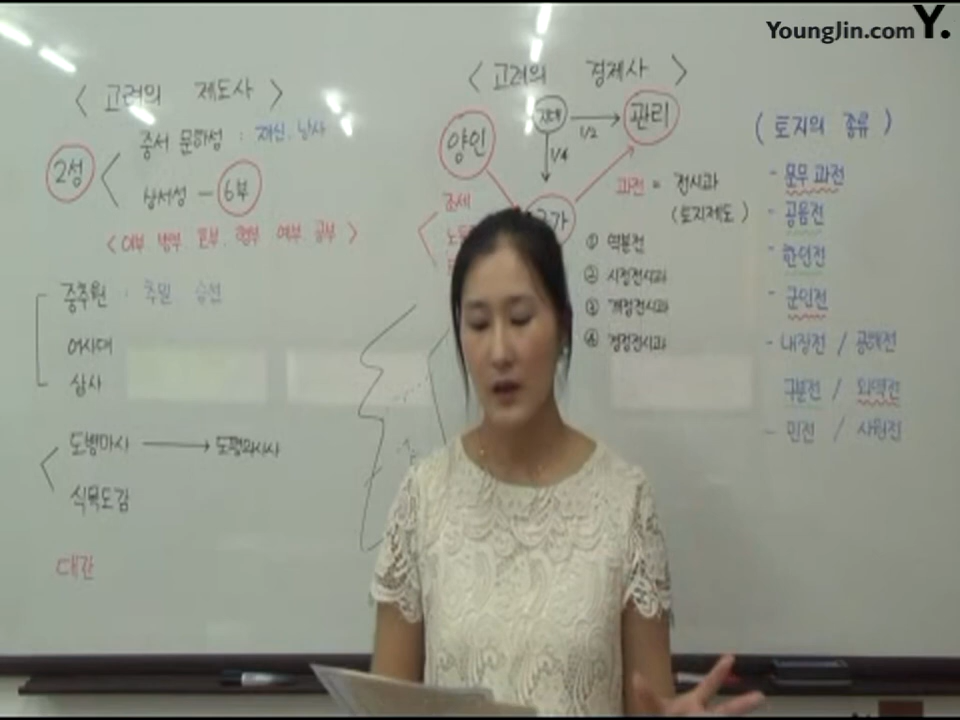 YoungJin.com Y.
< 고려의 제도사 >
2성
중서 문하성 : 재신, 낭사
상서성 - 6부
< 이부, 병부, 호부, 형부, 예부, 공부 >
중추원 : 추밀, 승선
어사대
삼사
도병마사 → 도평의사사
식목도감
대간
< 고려의 경제사 >
양인
관리
1/2
1/4
조세
과전 = 전시과
(토지제도)
① 역분전
② 시정전시과
③ 개정전시과
④ 경정전시과
( 토지의 종류 )
- 문무 과전
- 공음전
- 한인전
- 군인전
- 내장전 / 공해전
구분전 / 외역전
- 민전 / 사원전